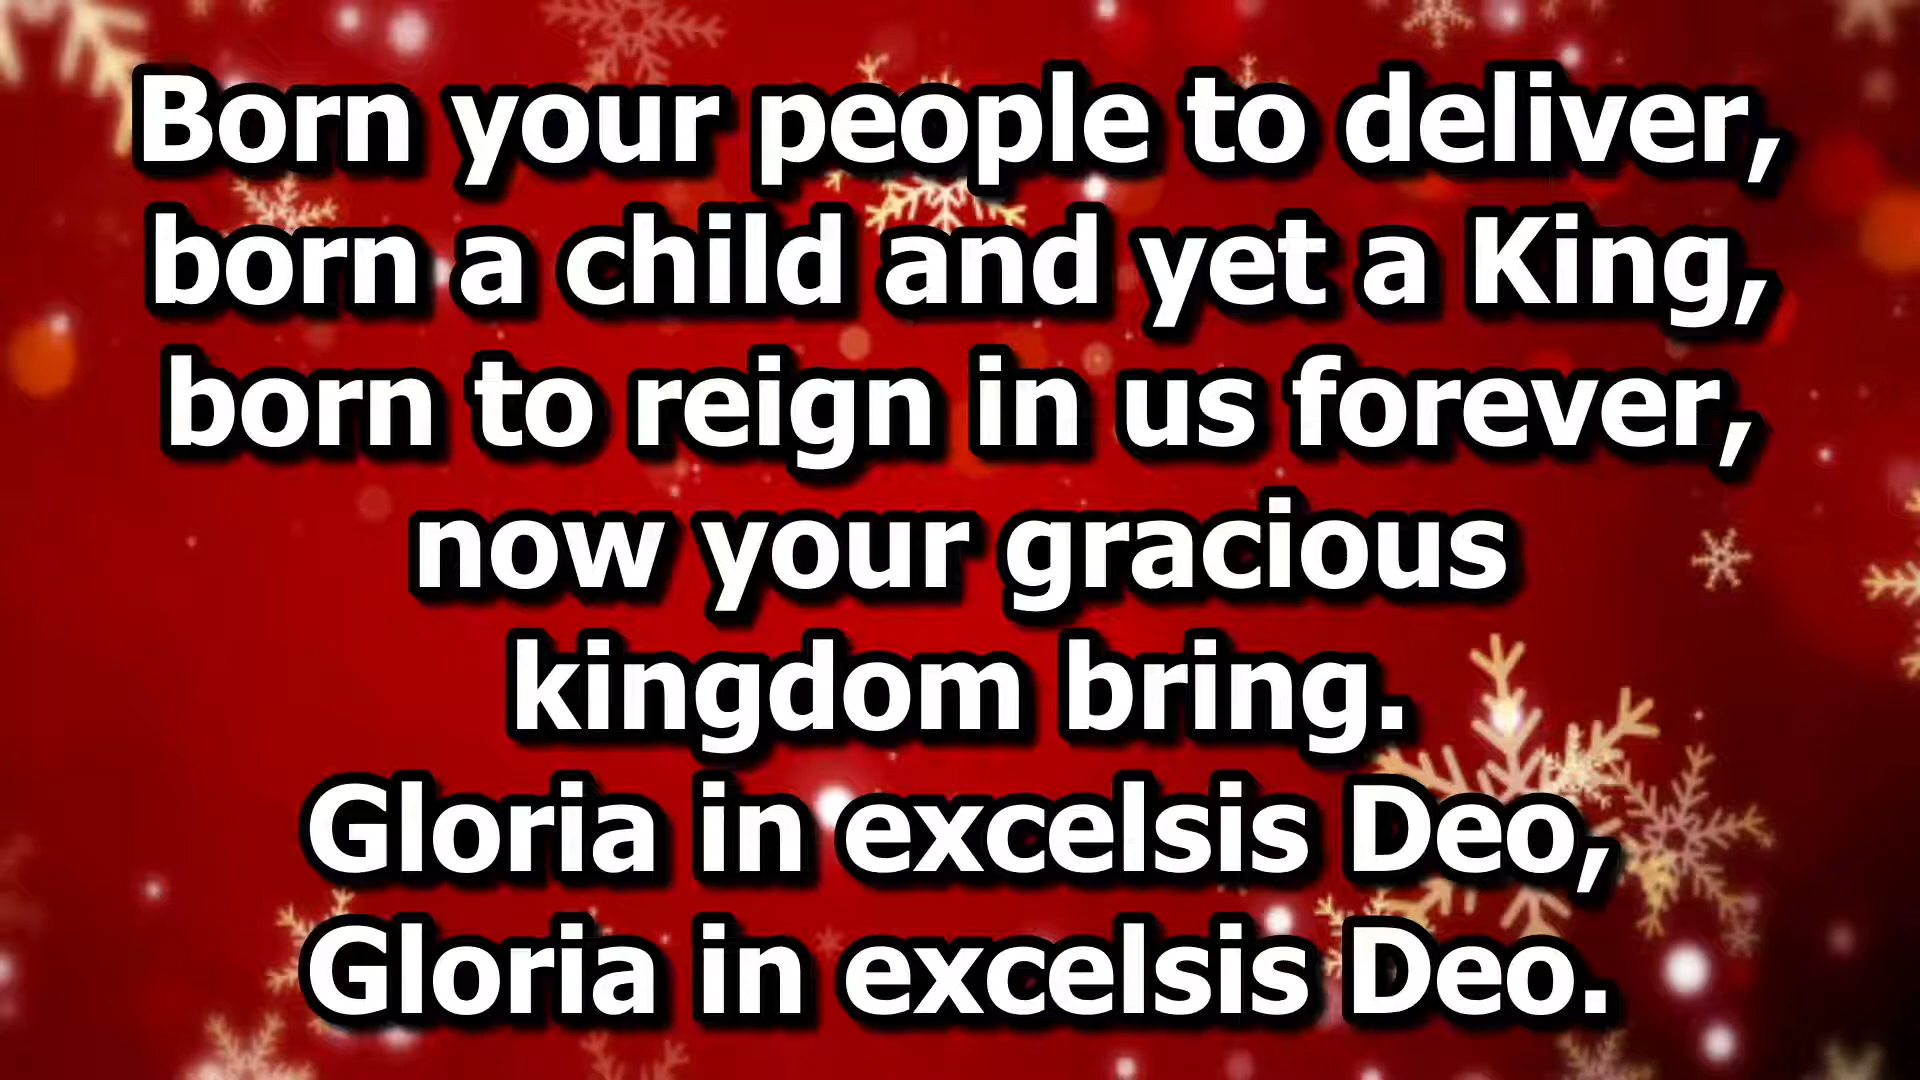 Born your people to deliver,
born a child and yet a King,
born to reign in us forever,
now your gracious
kingdom bring.
Gloria in excelsis Deo,
Gloria in excelsis Deo.